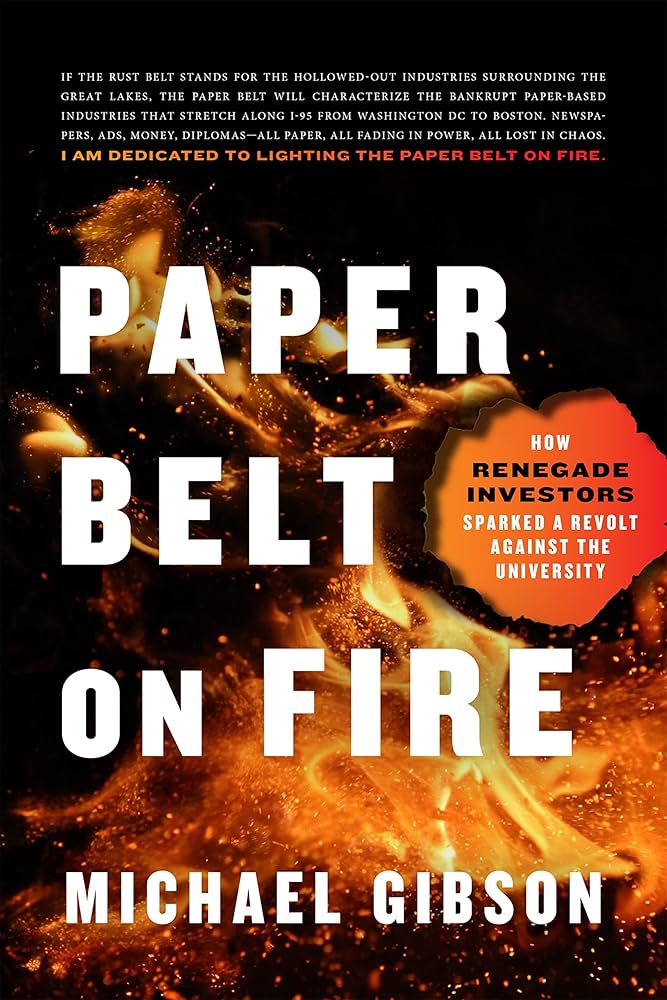 IF THE RUST BELT STANDS FOR THE HOLLOWED-OUT INDUSTRIES SURROUNDING THE
GREAT LAKES, THE PAPER BELT WILL CHARACTERIZE THE BANKRUPT PAPER-BASED
INDUSTRIES THAT STRETCH ALONG I-95 FROM WASHINGTON DC TO BOSTON. NEWSPA-
PERS, ADS, MONEY, DIPLOMAS—ALL PAPER, ALL FADING IN POWER, ALL LOST IN CHAOS.
I AM DEDICATED TO LIGHTING THE PAPER BELT ON FIRE.
PAPER
BELT
ON FIRE
HOW
RENEGADE
INVESTORS
SPARKED A REVOLT
AGAINST THE
UNIVERSITY
MICHAEL GIBSON